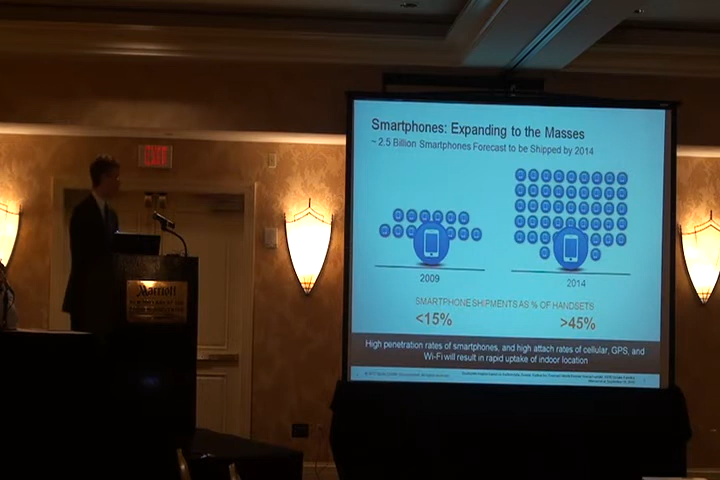 EXIT
Smartphones: Expanding to the Masses
~ 2.5 Billion Smartphones Forecast to be Shipped by 2014
2009
2014
SMARTPHONE SHIPMENTS AS % OF HANDSETS
<15%
>45%
High penetration rates of smartphones, and high attach rates of cellular, GPS, and
Wi-Fi will result in rapid uptake of indoor location
Marriott